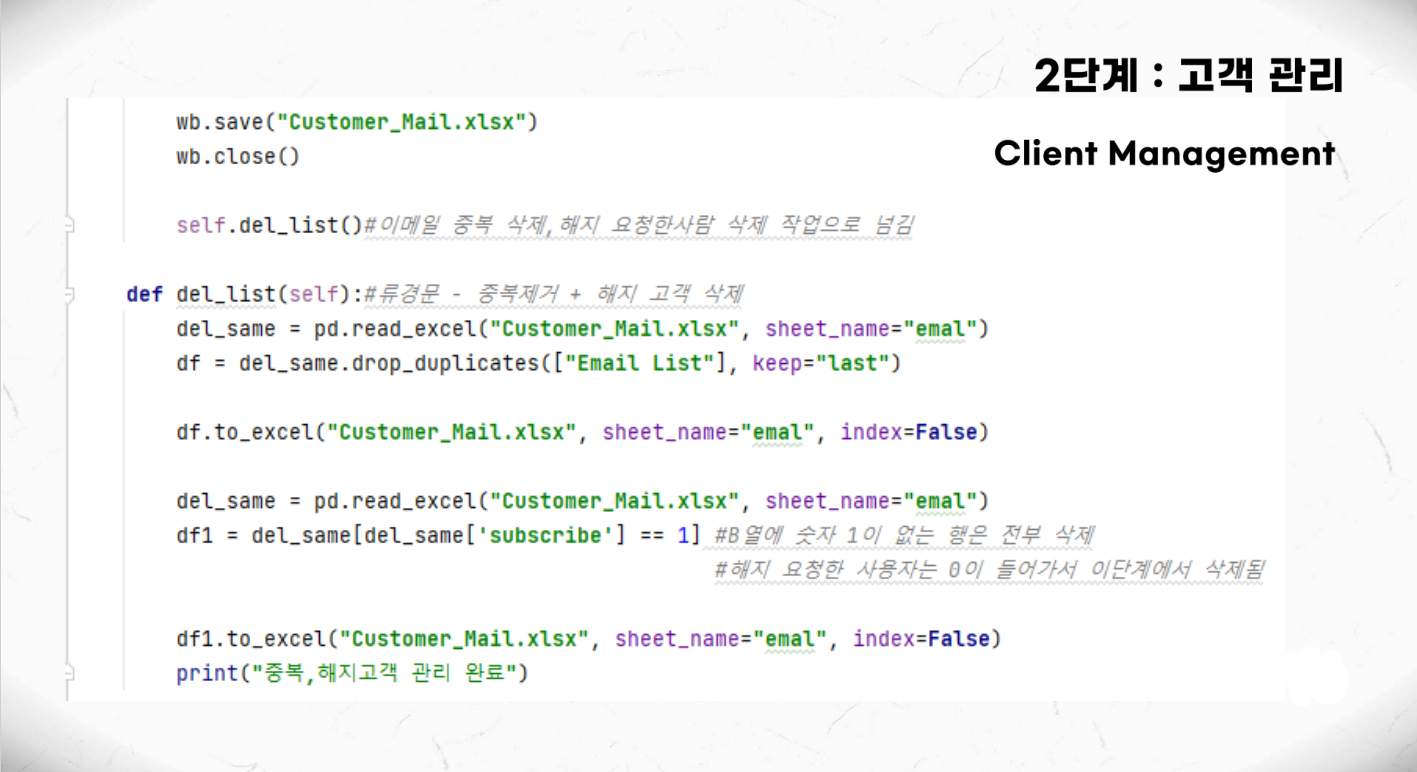 2단계 : 고객 관리
Client Management
wb.save("Customer_Mail.xlsx")
wb.close()
self.del_list()#이메일 중복 삭제,해지 요청한사람 삭제 작업으로 넘김
def del_list(self):#류경문 - 중복제거 + 해지 고객 삭제
del_same = pd.read_excel("Customer_Mail.xlsx", sheet_name="emal")
df = del_same.drop_duplicates(["Email List"], keep="last")
df.to_excel("Customer_Mail.xlsx", sheet_name="emal", index=False)
del_same = pd.read_excel("Customer_Mail.xlsx", sheet_name="emal")
df1 = del_same[del_same['subscribe'] == 1] #B열에 숫자 1이 없는 행은 전부 삭제
#해지 요청한 사용자는 0이 들어가서 이단계에서 삭제됨
df1.to_excel("Customer_Mail.xlsx", sheet_name="emal", index=False)
print("중복,해지고객 관리 완료")